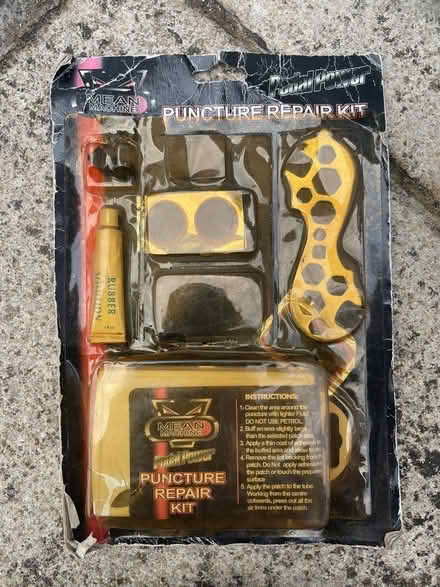 MEAN
MACHINE
Pedal Power
PUNCTURE REPAIR KIT
RUBBER
SOLUTION
MEAN
MACHINE
Pedal Power
PUNCTURE
REPAIR
KIT
INSTRUCTIONS:
1. Clean the area around the
puncture with lighter Fluid.
DO NOT USE PETROL.
2. Buff an area slightly larger
than the selected patch
3. Apply a thin coat of adhesive to
the buffed area and allow to dry
4. Remove the foil backing from the
patch. Do not apply adhesive
the patch or touch the prepared
surface
5. Apply the patch to the tube.
Working from the centre
outwards, press out all the
air from under the patch.